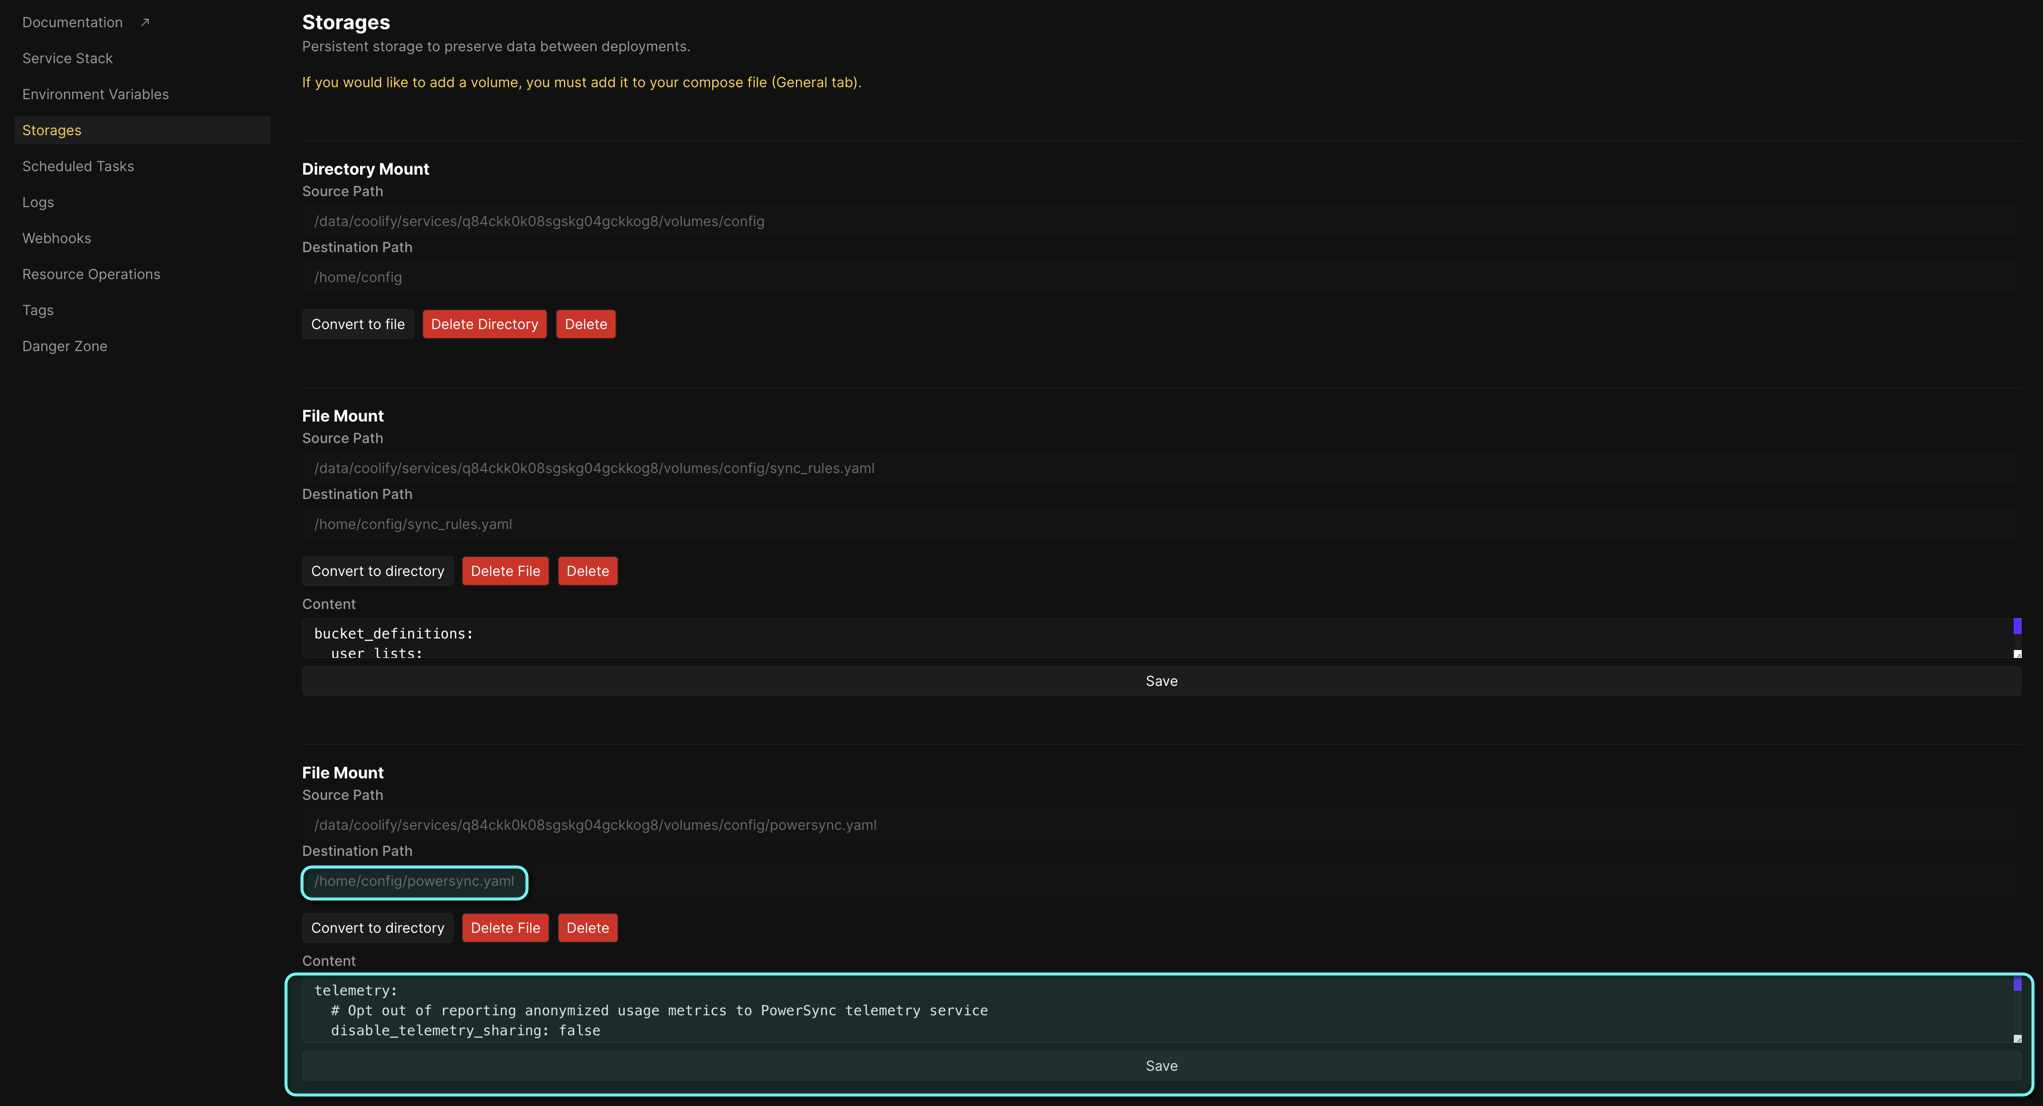 Documentation ↗
Service Stack
Environment Variables
Storages
Scheduled Tasks
Logs
Webhooks
Resource Operations
Tags
Danger Zone
Storages
Persistent storage to preserve data between deployments.
If you would like to add a volume, you must add it to your compose file (General tab).
Directory Mount
Source Path
/data/coolify/services/q84ckk0k08sgskg04gckkog8/volumes/config
Destination Path
/home/config
Convert to file Delete Directory Delete
File Mount
Source Path
/data/coolify/services/q84ckk0k08sgskg04gckkog8/volumes/config/sync_rules.yaml
Destination Path
/home/config/sync_rules.yaml
Convert to directory Delete File Delete
Content
bucket_definitions:
user_lists:
Save
File Mount
Source Path
/data/coolify/services/q84ckk0k08sgskg04gckkog8/volumes/config/powersync.yaml
Destination Path
/home/config/powersync.yaml
Convert to directory Delete File Delete
Content
telemetry:
# Opt out of reporting anonymized usage metrics to PowerSync telemetry service
disable_telemetry_sharing: false
Save